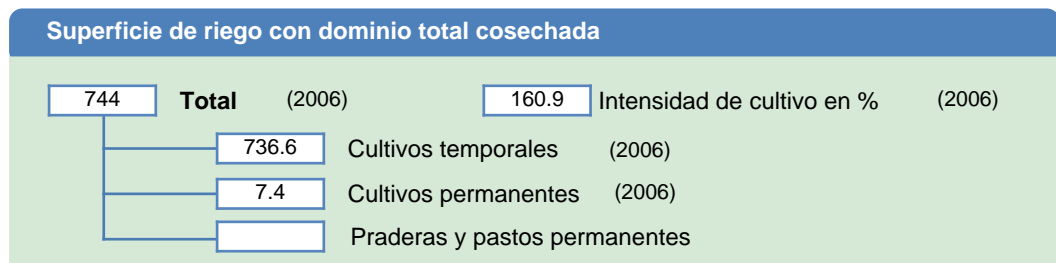 Superficie de riego con dominio total cosechada
744 Total (2006) 160.9 Intensidad de cultivo en % (2006)
736.6 Cultivos temporales (2006)
7.4 Cultivos permanentes (2006)
Praderas y pastos permanentes